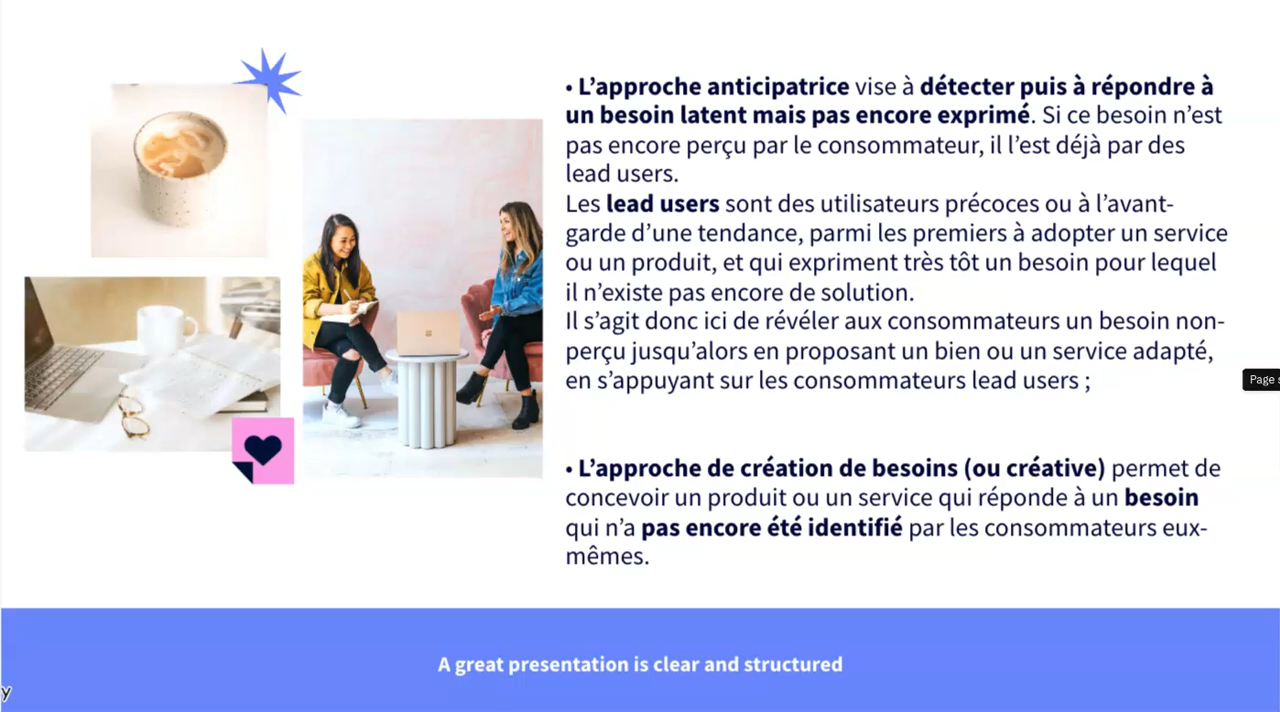 • L’approche anticipatrice vise à détecter puis à répondre à
un besoin latent mais pas encore exprimé. Si ce besoin n’est
pas encore perçu par le consommateur, il l’est déjà par des
lead users.
Les lead users sont des utilisateurs précoces ou à l’avant-
garde d’une tendance, parmi les premiers à adopter un service
ou un produit, et qui expriment très tôt un besoin pour lequel
il n’existe pas encore de solution.
Il s’agit donc ici de révéler aux consommateurs un besoin non-
perçu jusqu’alors en proposant un bien ou un service adapté,
en s’appuyant sur les consommateurs lead users ;
Page s
• L’approche de création de besoins (ou créative) permet de
concevoir un produit ou un service qui réponde à un besoin
qui n’a pas encore été identifié par les consommateurs eux-
mêmes.
A great presentation is clear and structured
y